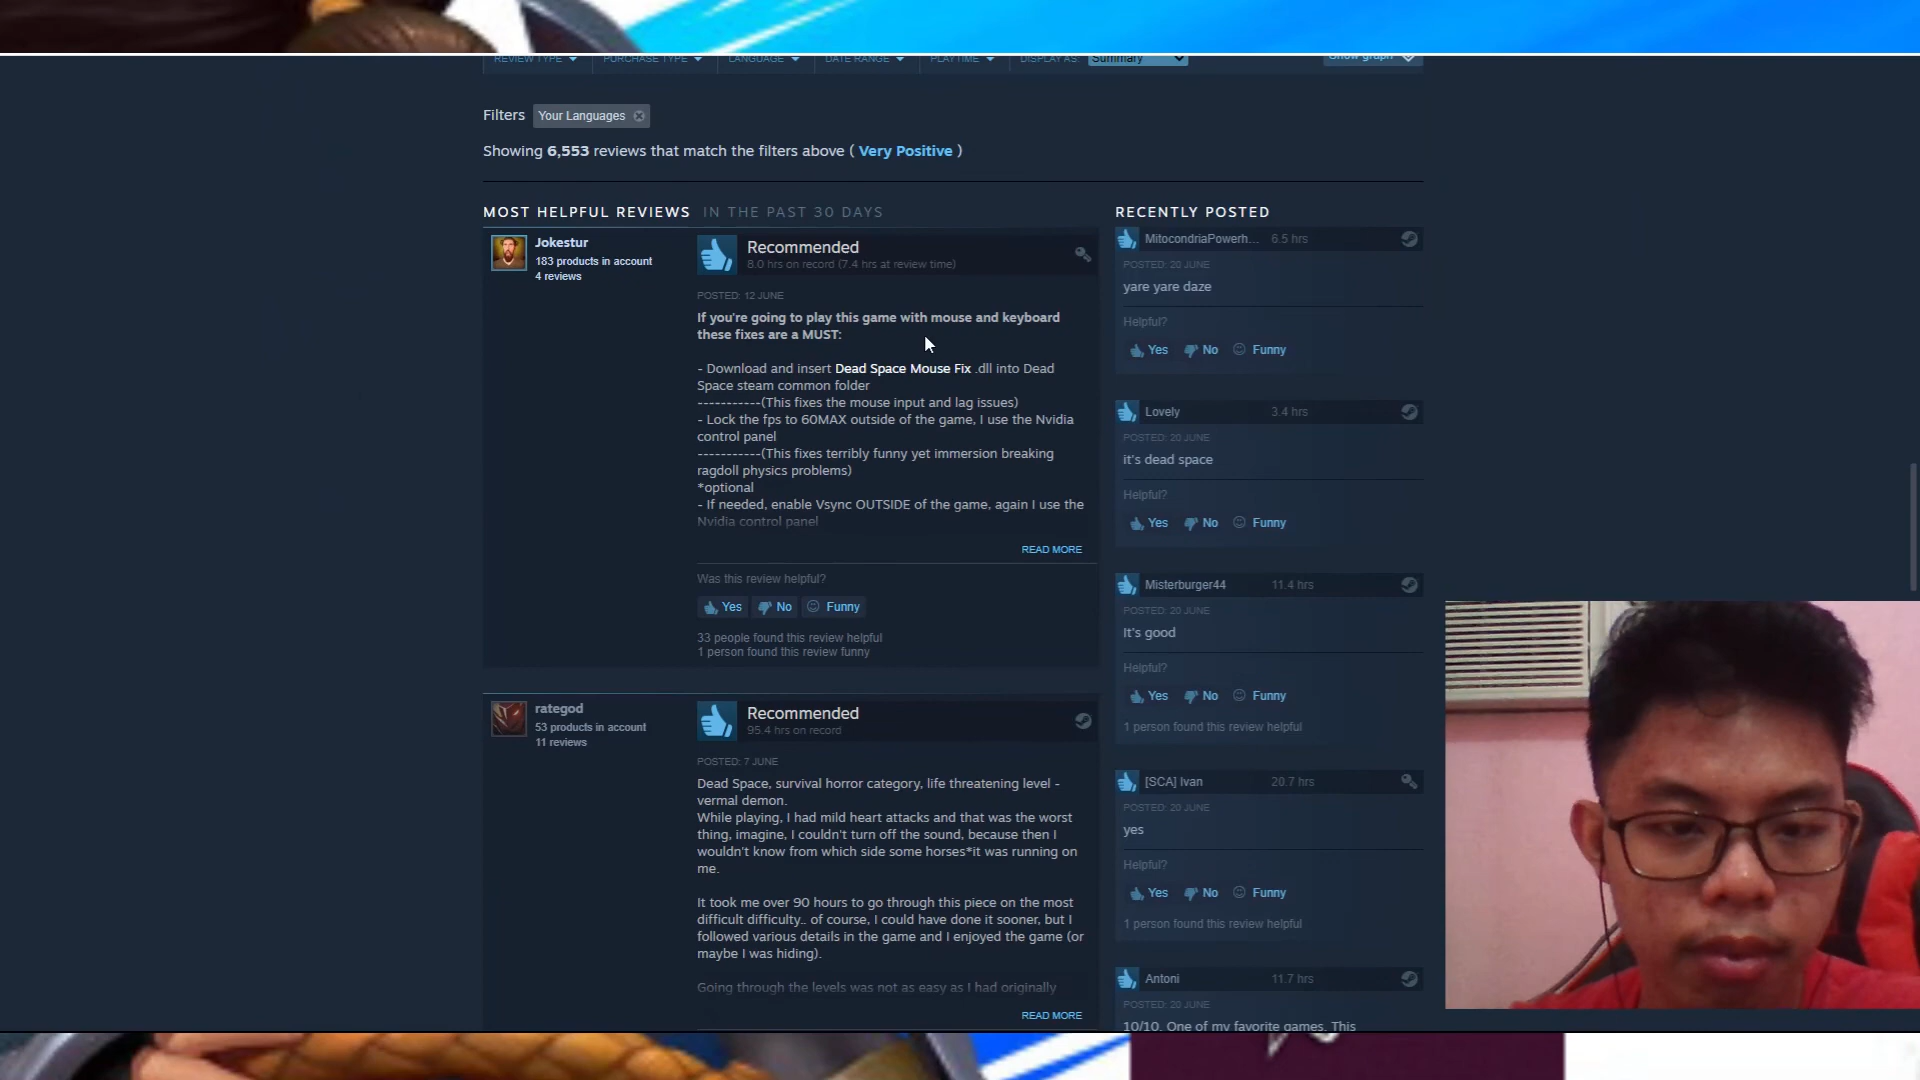 REVIEW TYPE PURCHASE TYPE LANGUAGE DATE RANGE PLAYTIME DISPLAY AS: Summary Show graph
Filters Your Languages
Showing 6,553 reviews that match the filters above ( Very Positive )
MOST HELPFUL REVIEWS IN THE PAST 30 DAYS
Jokestur
183 products in account
4 reviews
Recommended
8.0 hrs on record (7.4 hrs at review time)
POSTED: 12 JUNE
If you're going to play this game with mouse and keyboard
these fixes are a MUST:
- Download and insert Dead Space Mouse Fix .dll into Dead
Space steam common folder
-----------(This fixes the mouse input and lag issues)
- Lock the fps to 60MAX outside of the game, I use the Nvidia
control panel
-----------(This fixes terribly funny yet immersion breaking
ragdoll physics problems)
*optional
- If needed, enable Vsync OUTSIDE of the game, again I use the
Nvidia control panel
READ MORE
Was this review helpful?
Yes No Funny
33 people found this review helpful
1 person found this review funny
rategod
53 products in account
11 reviews
Recommended
95.4 hrs on record
POSTED: 7 JUNE
Dead Space, survival horror category, life threatening level -
vermal demon.
While playing, I had mild heart attacks and that was the worst
thing, imagine, I couldn't turn off the sound, because then I
wouldn't know from which side some horses*it was running on
me.
It took me over 90 hours to go through this piece on the most
difficult difficulty.. of course, I could have done it sooner, but I
followed various details in the game and I enjoyed the game (or
maybe I was hiding).
Going through the levels was not as easy as I had originally
READ MORE
RECENTLY POSTED
MitocondriaPowerh... 6.5 hrs
POSTED: 20 JUNE
yare yare daze
Helpful?
Yes No Funny
Lovely 3.4 hrs
POSTED: 20 JUNE
it's dead space
Helpful?
Yes No Funny
Misterburger44 11.4 hrs
POSTED: 20 JUNE
It's good
Helpful?
Yes No Funny
1 person found this review helpful
[SCA] Ivan 20.7 hrs
POSTED: 20 JUNE
yes
Helpful?
Yes No Funny
1 person found this review helpful
Antoni 11.7 hrs
POSTED: 20 JUNE
10/10. One of my favorite games. This